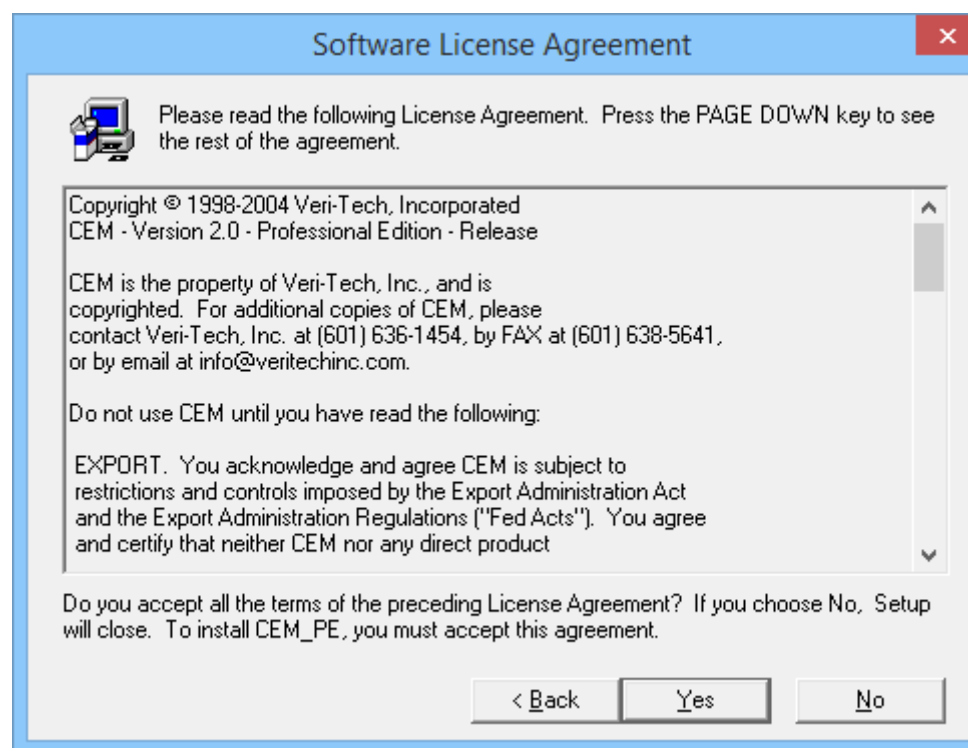 Software License Agreement
Please read the following License Agreement.  Press the PAGE DOWN key to see
the rest of the agreement.
Copyright © 1998-2004 Veri-Tech, Incorporated
CEM - Version 2.0 - Professional Edition - Release
CEM is the property of Veri-Tech, Inc., and is
copyrighted.  For additional copies of CEM, please
contact Veri-Tech, Inc. at (601) 636-1454, by FAX at (601) 638-5641,
or by email at info@veritechinc.com.
Do not use CEM until you have read the following:
EXPORT.  You acknowledge and agree CEM is subject to
restrictions and controls imposed by the Export Administration Act
and the Export Administration Regulations ("Fed Acts").  You agree
and certify that neither CEM nor any direct product
Do you accept all the terms of the preceding License Agreement?  If you choose No,  Setup
will close.  To install CEM_PE, you must accept this agreement.
< Back
Yes
No